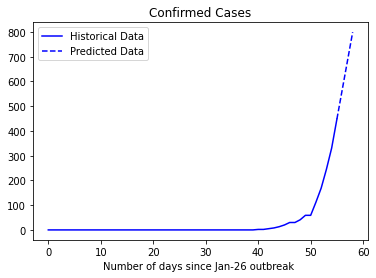 Confirmed Cases
Historical Data
Predicted Data
800
700
600
500
400
300
200
100
0
0 10 20 30 40 50 60
Number of days since Jan-26 outbreak